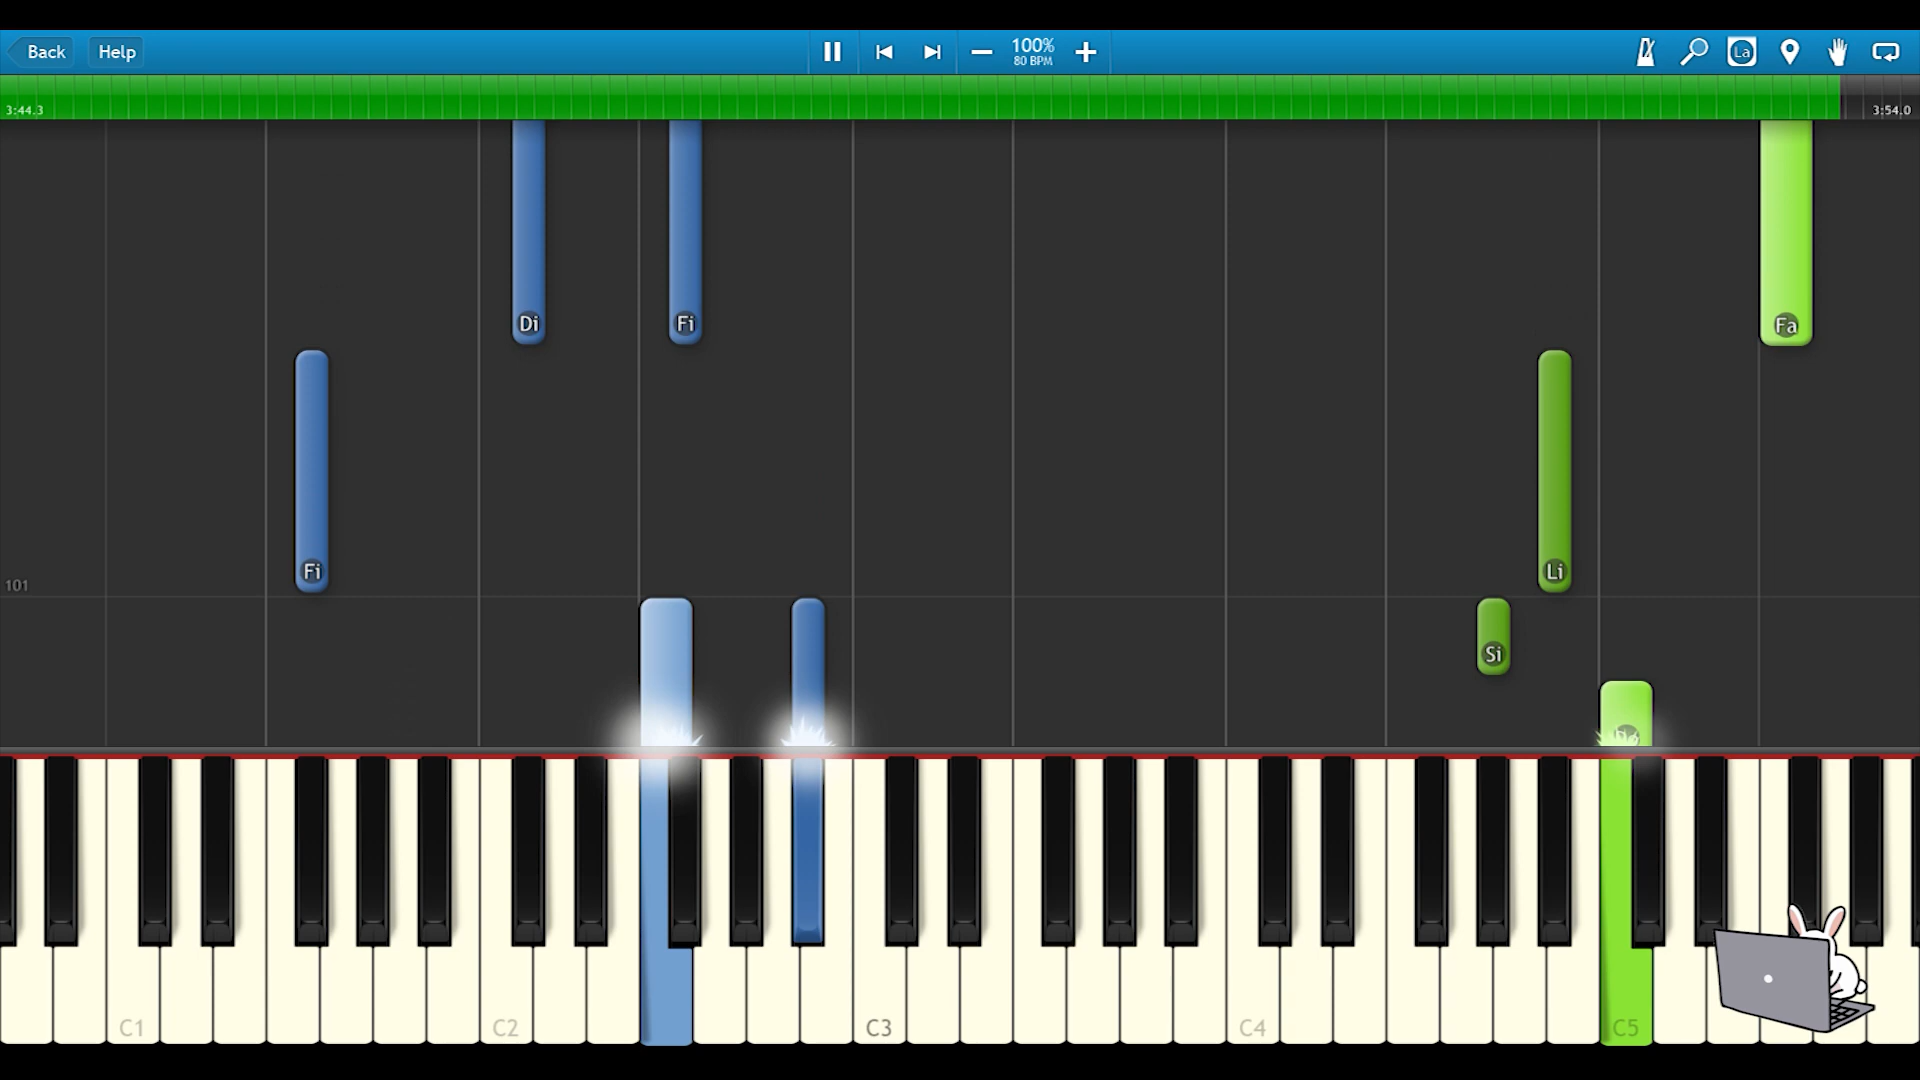 Back Help 100% La
80 BPM
3:44.3 3:54.0
Di Fi Fa
Fi Li
101
Si
C1 C2 C3 C4 C5